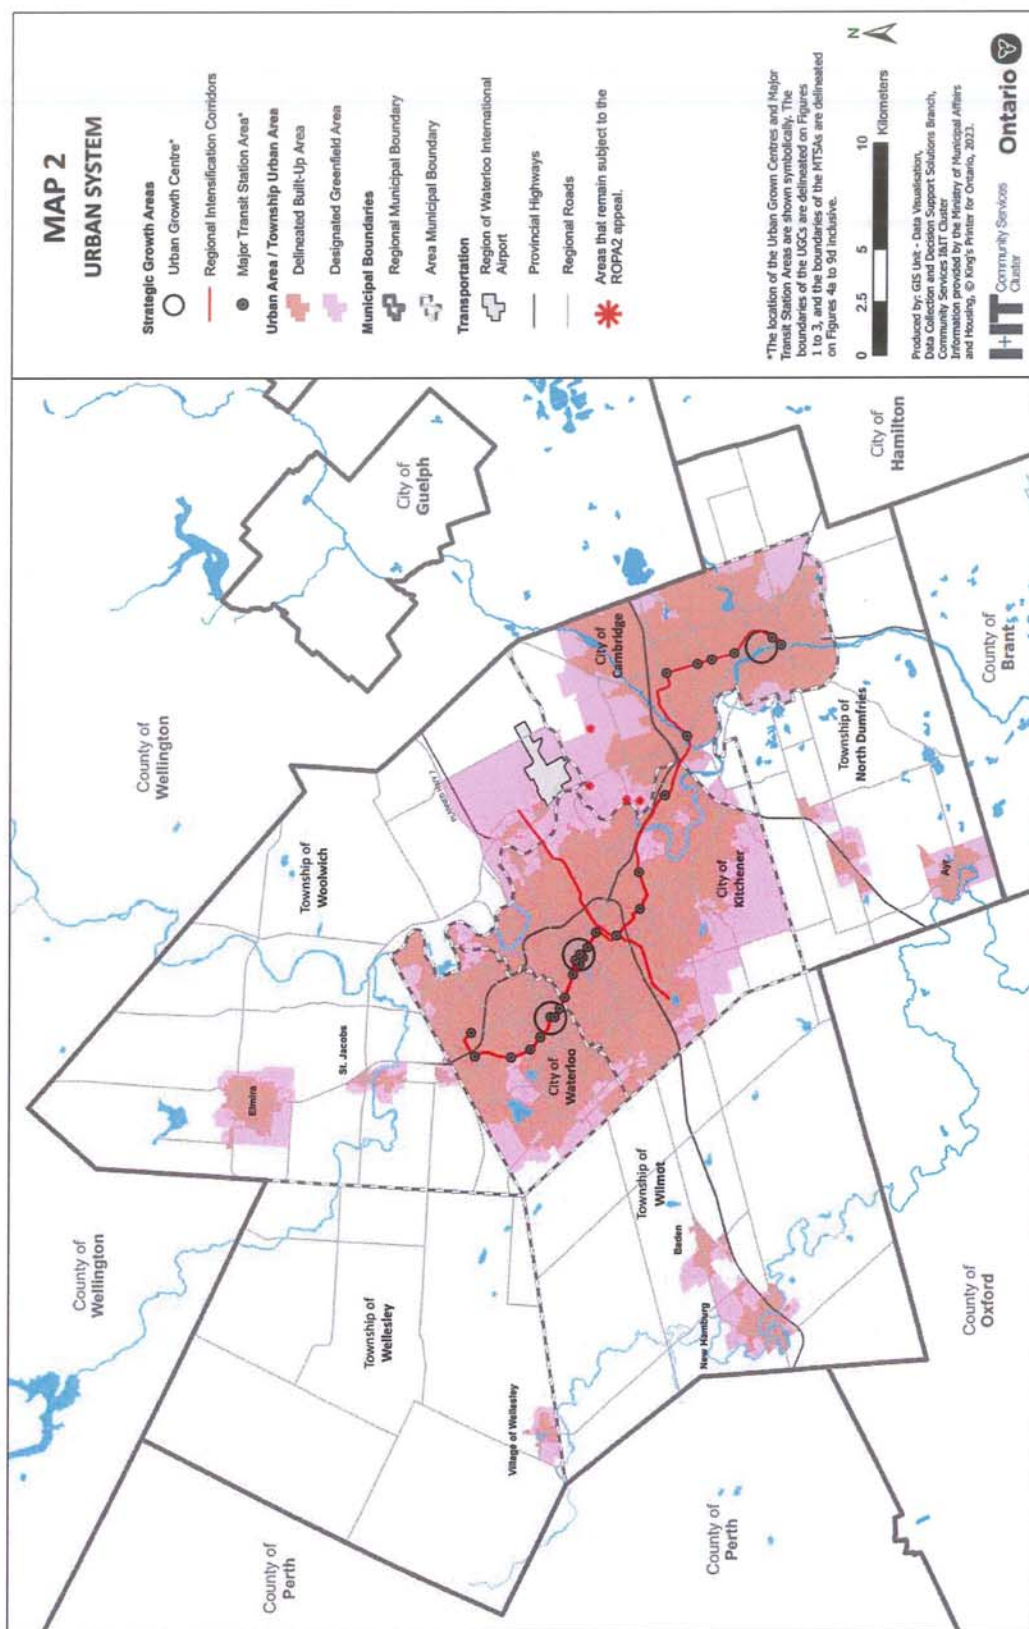 MAP 2
URBAN SYSTEM
Strategic Growth Areas
Urban Growth Centre*
Regional Intensification Corridors
Major Transit Station Area*
Urban Area / Township Urban Area
Delineated Built-Up Area
Designated Greenfield Area
Municipal Boundaries
Regional Municipal Boundary
Area Municipal Boundary
Transportation
Region of Waterloo International
Airport
Provincial Highways
Regional Roads
Areas that remain subject to the
ROPA2 appeal.
*The location of the Urban Grown Centres and Major
Transit Station Areas are shown symbolically. The
boundaries of the UGCs are delineated on Figures
1 to 3, and the boundaries of the MTSAs are delineated
on Figures 4a to 9d inclusive.
N
0 2.5 5 10
Kilometers
Produced by: GIS Unit - Data Visualisation,
Data Collection and Decision Support Solutions Branch,
Community Services I&IT Cluster
Information provided by the Ministry of Municipal Affairs
and Housing, © King's Printer for Ontario, 2023.
I+IT
Community Services
Cluster
Ontario
County of
Wellington
City of
Guelph
City of
Hamilton
Township of
Woolwich
St. Jacobs
Elmira
City of
Cambridge
County of
Wellington
Township of
Wellesley
City of
Waterloo
City of
Kitchener
Township of
North Dumfries
County of
Brant
Ayr
Village of Wellesley
Township of
Wilmot
Baden
New Hamburg
County of
Perth
County of
Perth
County of
Oxford